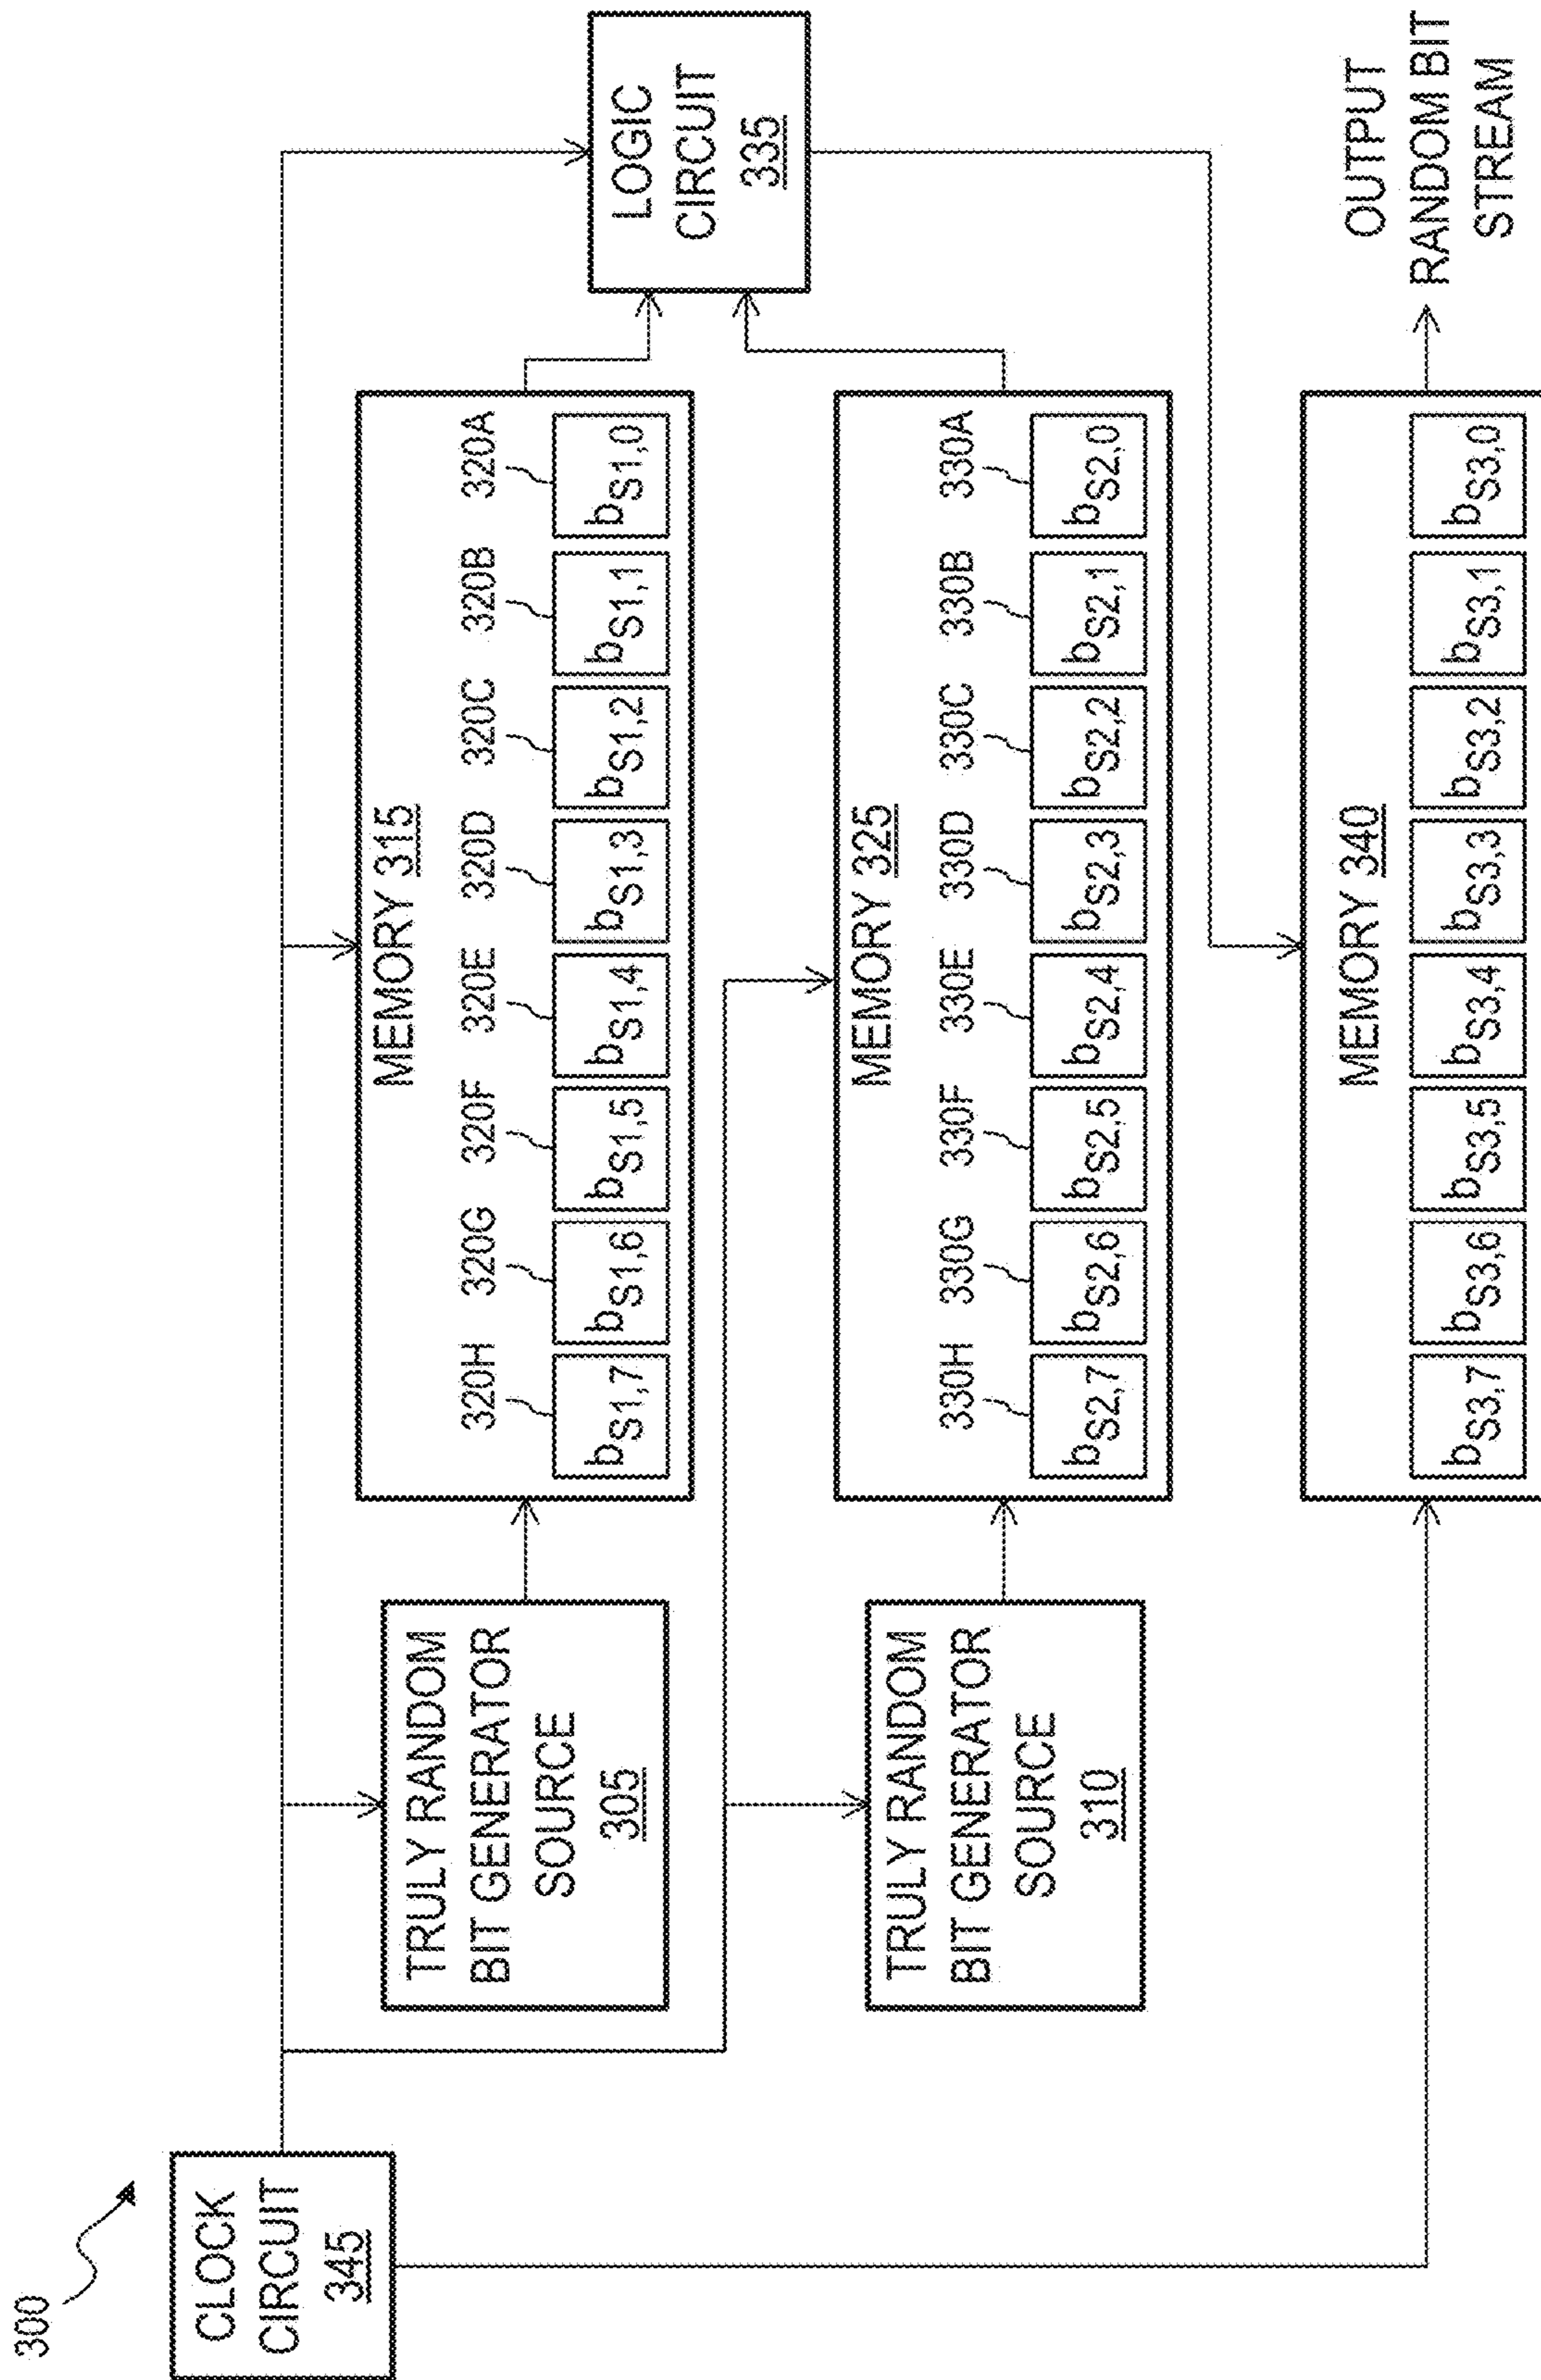 300
CLOCK
CIRCUIT
345
TRULY RANDOM
BIT GENERATOR
SOURCE
305
MEMORY 315
320H 320G 320F 320E 320D 320C 320B 320A
bS1,7 bS1,6 bS1,5 bS1,4 bS1,3 bS1,2 bS1,1 bS1,0
LOGIC
CIRCUIT
335
TRULY RANDOM
BIT GENERATOR
SOURCE
310
MEMORY 325
330H 330G 330F 330E 330D 330C 330B 330A
bS2,7 bS2,6 bS2,5 bS2,4 bS2,3 bS2,2 bS2,1 bS2,0
MEMORY 340
bS3,7 bS3,6 bS3,5 bS3,4 bS3,3 bS3,2 bS3,1 bS3,0
OUTPUT
RANDOM BIT
STREAM